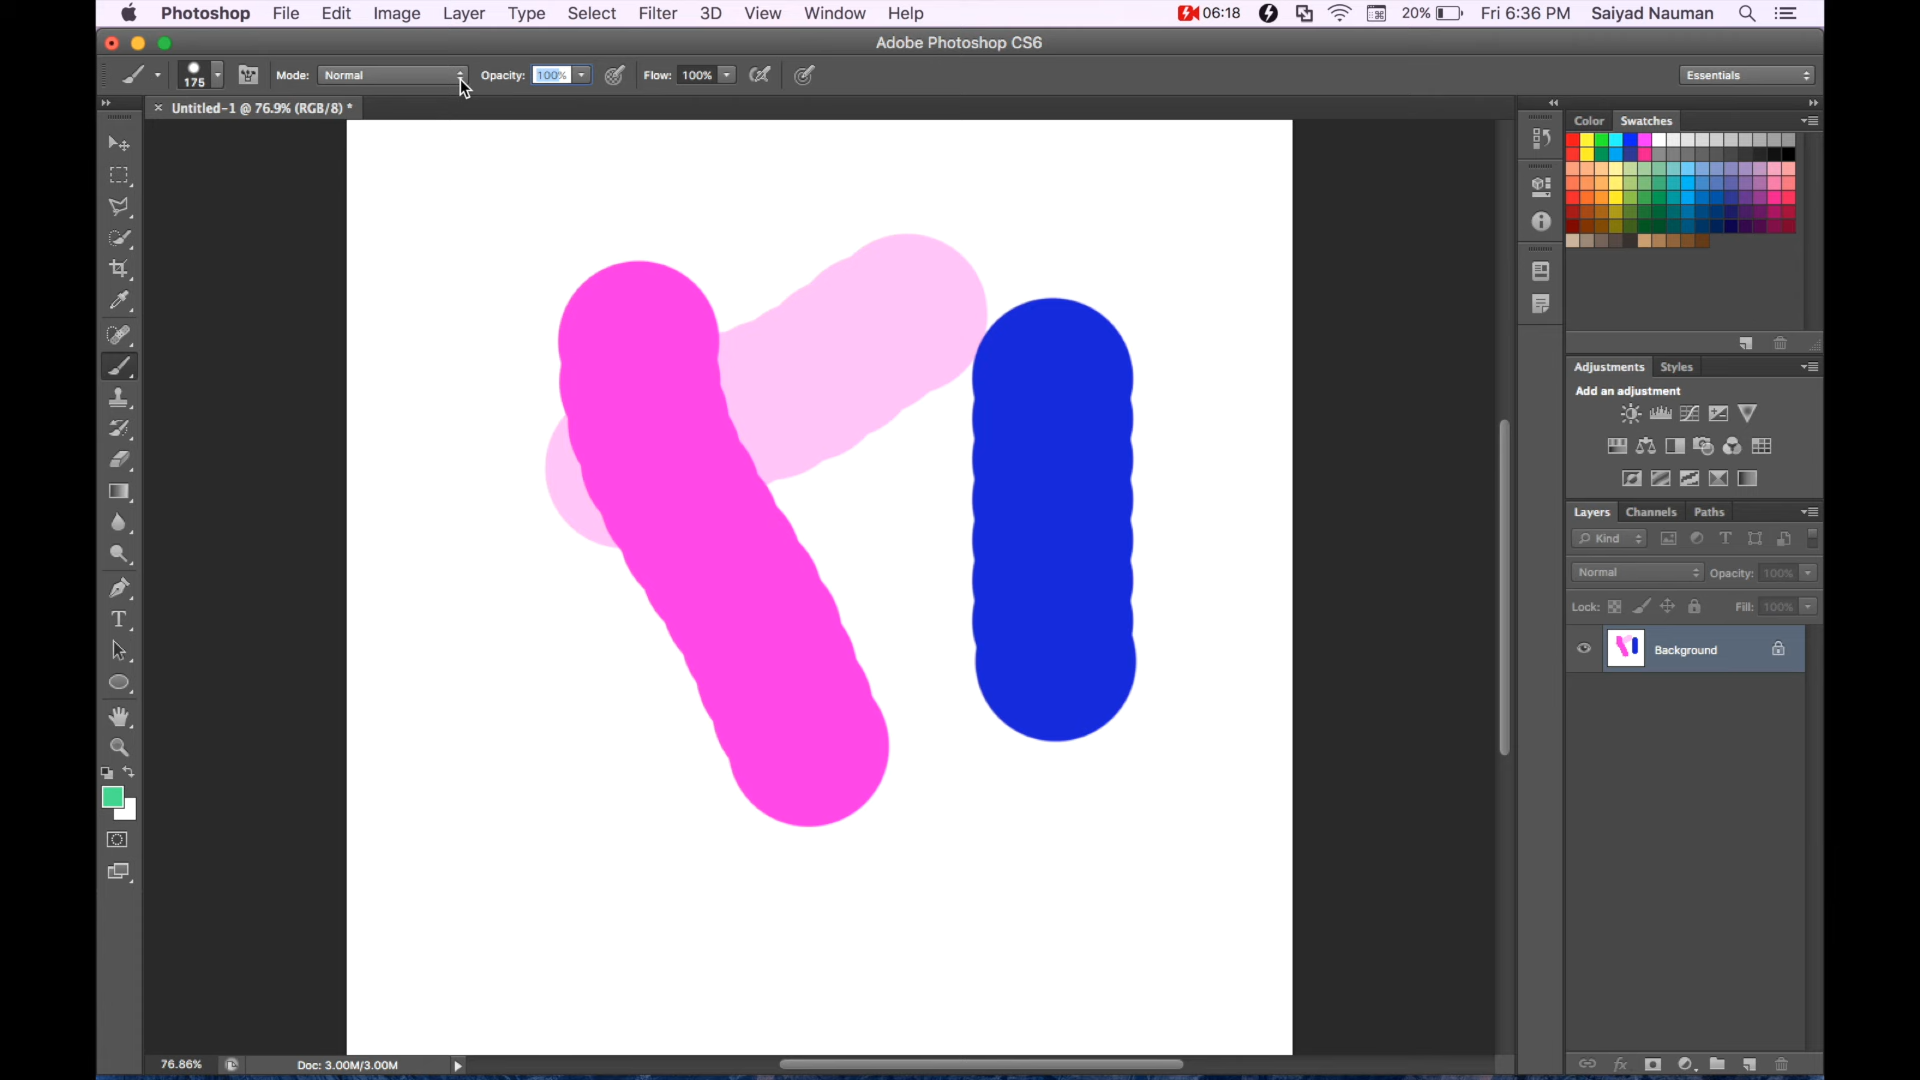 Photoshop File Edit Image Layer Type Select Filter 3D View Window Help 06:18 20% Fri 6:36 PM Saiyad Nauman
Adobe Photoshop CS6
175 Mode: Normal Opacity: 100% Flow: 100% Essentials
× Untitled-1 @ 76.9% (RGB/8) *
Color Swatches
Adjustments Styles
Add an adjustment
Layers Channels Paths
Kind
Normal Opacity: 100%
Lock: Fill: 100%
Background
76.86% Doc: 3.00M/3.00M